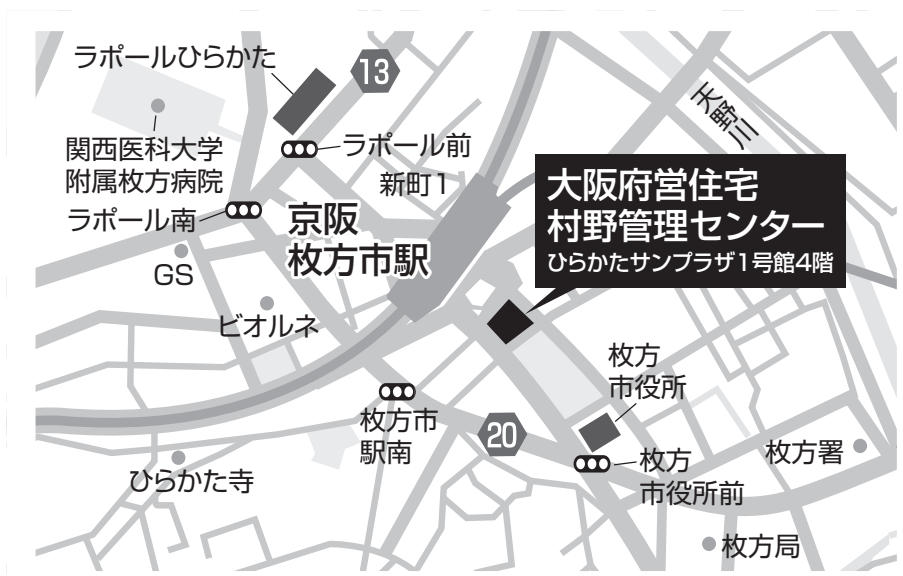 ラポールひらかた
13
天野川
関西医科大学
附属枚方病院
ラポール前
新町1
ラポール南
京阪
枚方市駅
大阪府営住宅
村野管理センター
ひらかたサンプラザ1号館4階
GS
ビオルネ
枚方
市役所
枚方市
駅南
20
ひらかた寺
枚方
市役所前
枚方署
枚方局